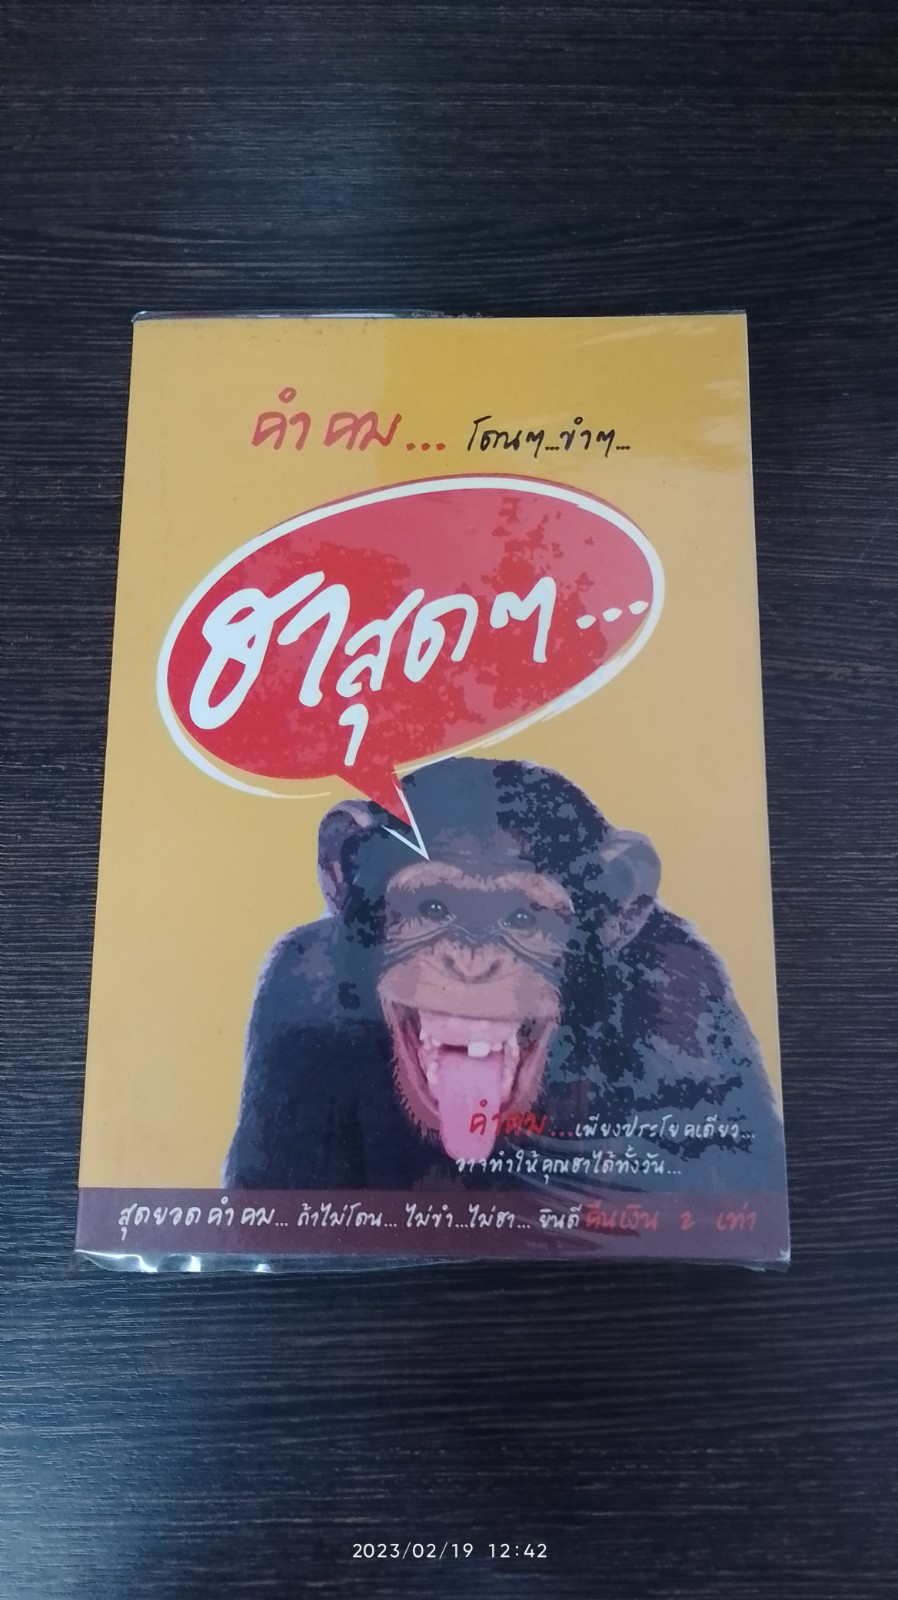 คำคม... โดนๆ...ขำๆ...
ฮาสุดๆ...
คำคม...เพียงประโยคเดียว...
อาจทำให้คุณฮาได้ทั้งวัน...
สุดยอดคำคม... ถ้าไม่โดน... ไม่ขำ...ไม่ฮา... ยินดีคืนเงิน 2 เท่า
2023/02/19 12:42